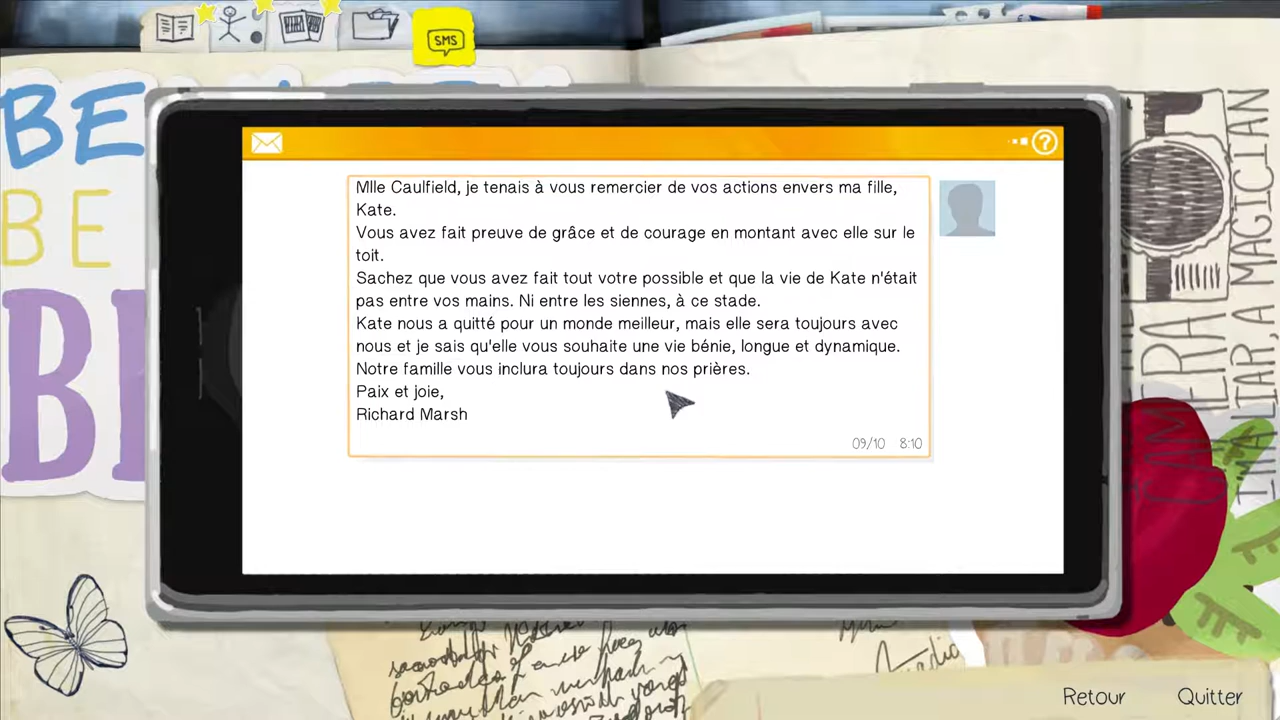 SMS
BE
BE
BE
Mlle Caulfield, je tenais à vous remercier de vos actions envers ma fille,
Kate.
Vous avez fait preuve de grâce et de courage en montant avec elle sur le
toit.
Sachez que vous avez fait tout votre possible et que la vie de Kate n'était
pas entre vos mains. Ni entre les siennes, à ce stade.
Kate nous a quitté pour un monde meilleur, mais elle sera toujours avec
nous et je sais qu'elle vous souhaite une vie bénie, longue et dynamique.
Notre famille vous inclura toujours dans nos prières.
Paix et joie,
Richard Marsh
09/10 8:10
MAGICIAN
Retour Quitter